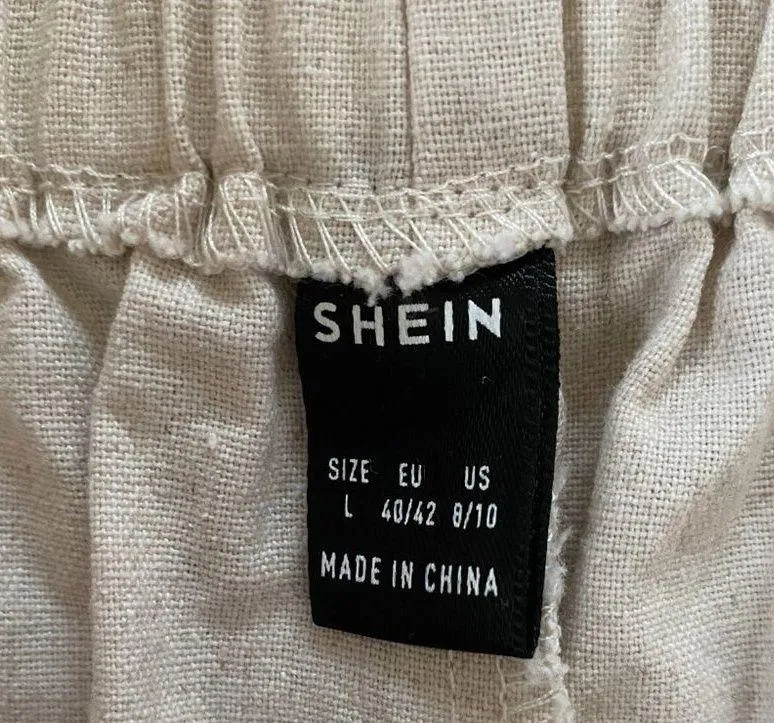 SHEIN
SIZE EU US
L 40/42 8/10
MADE IN CHINA